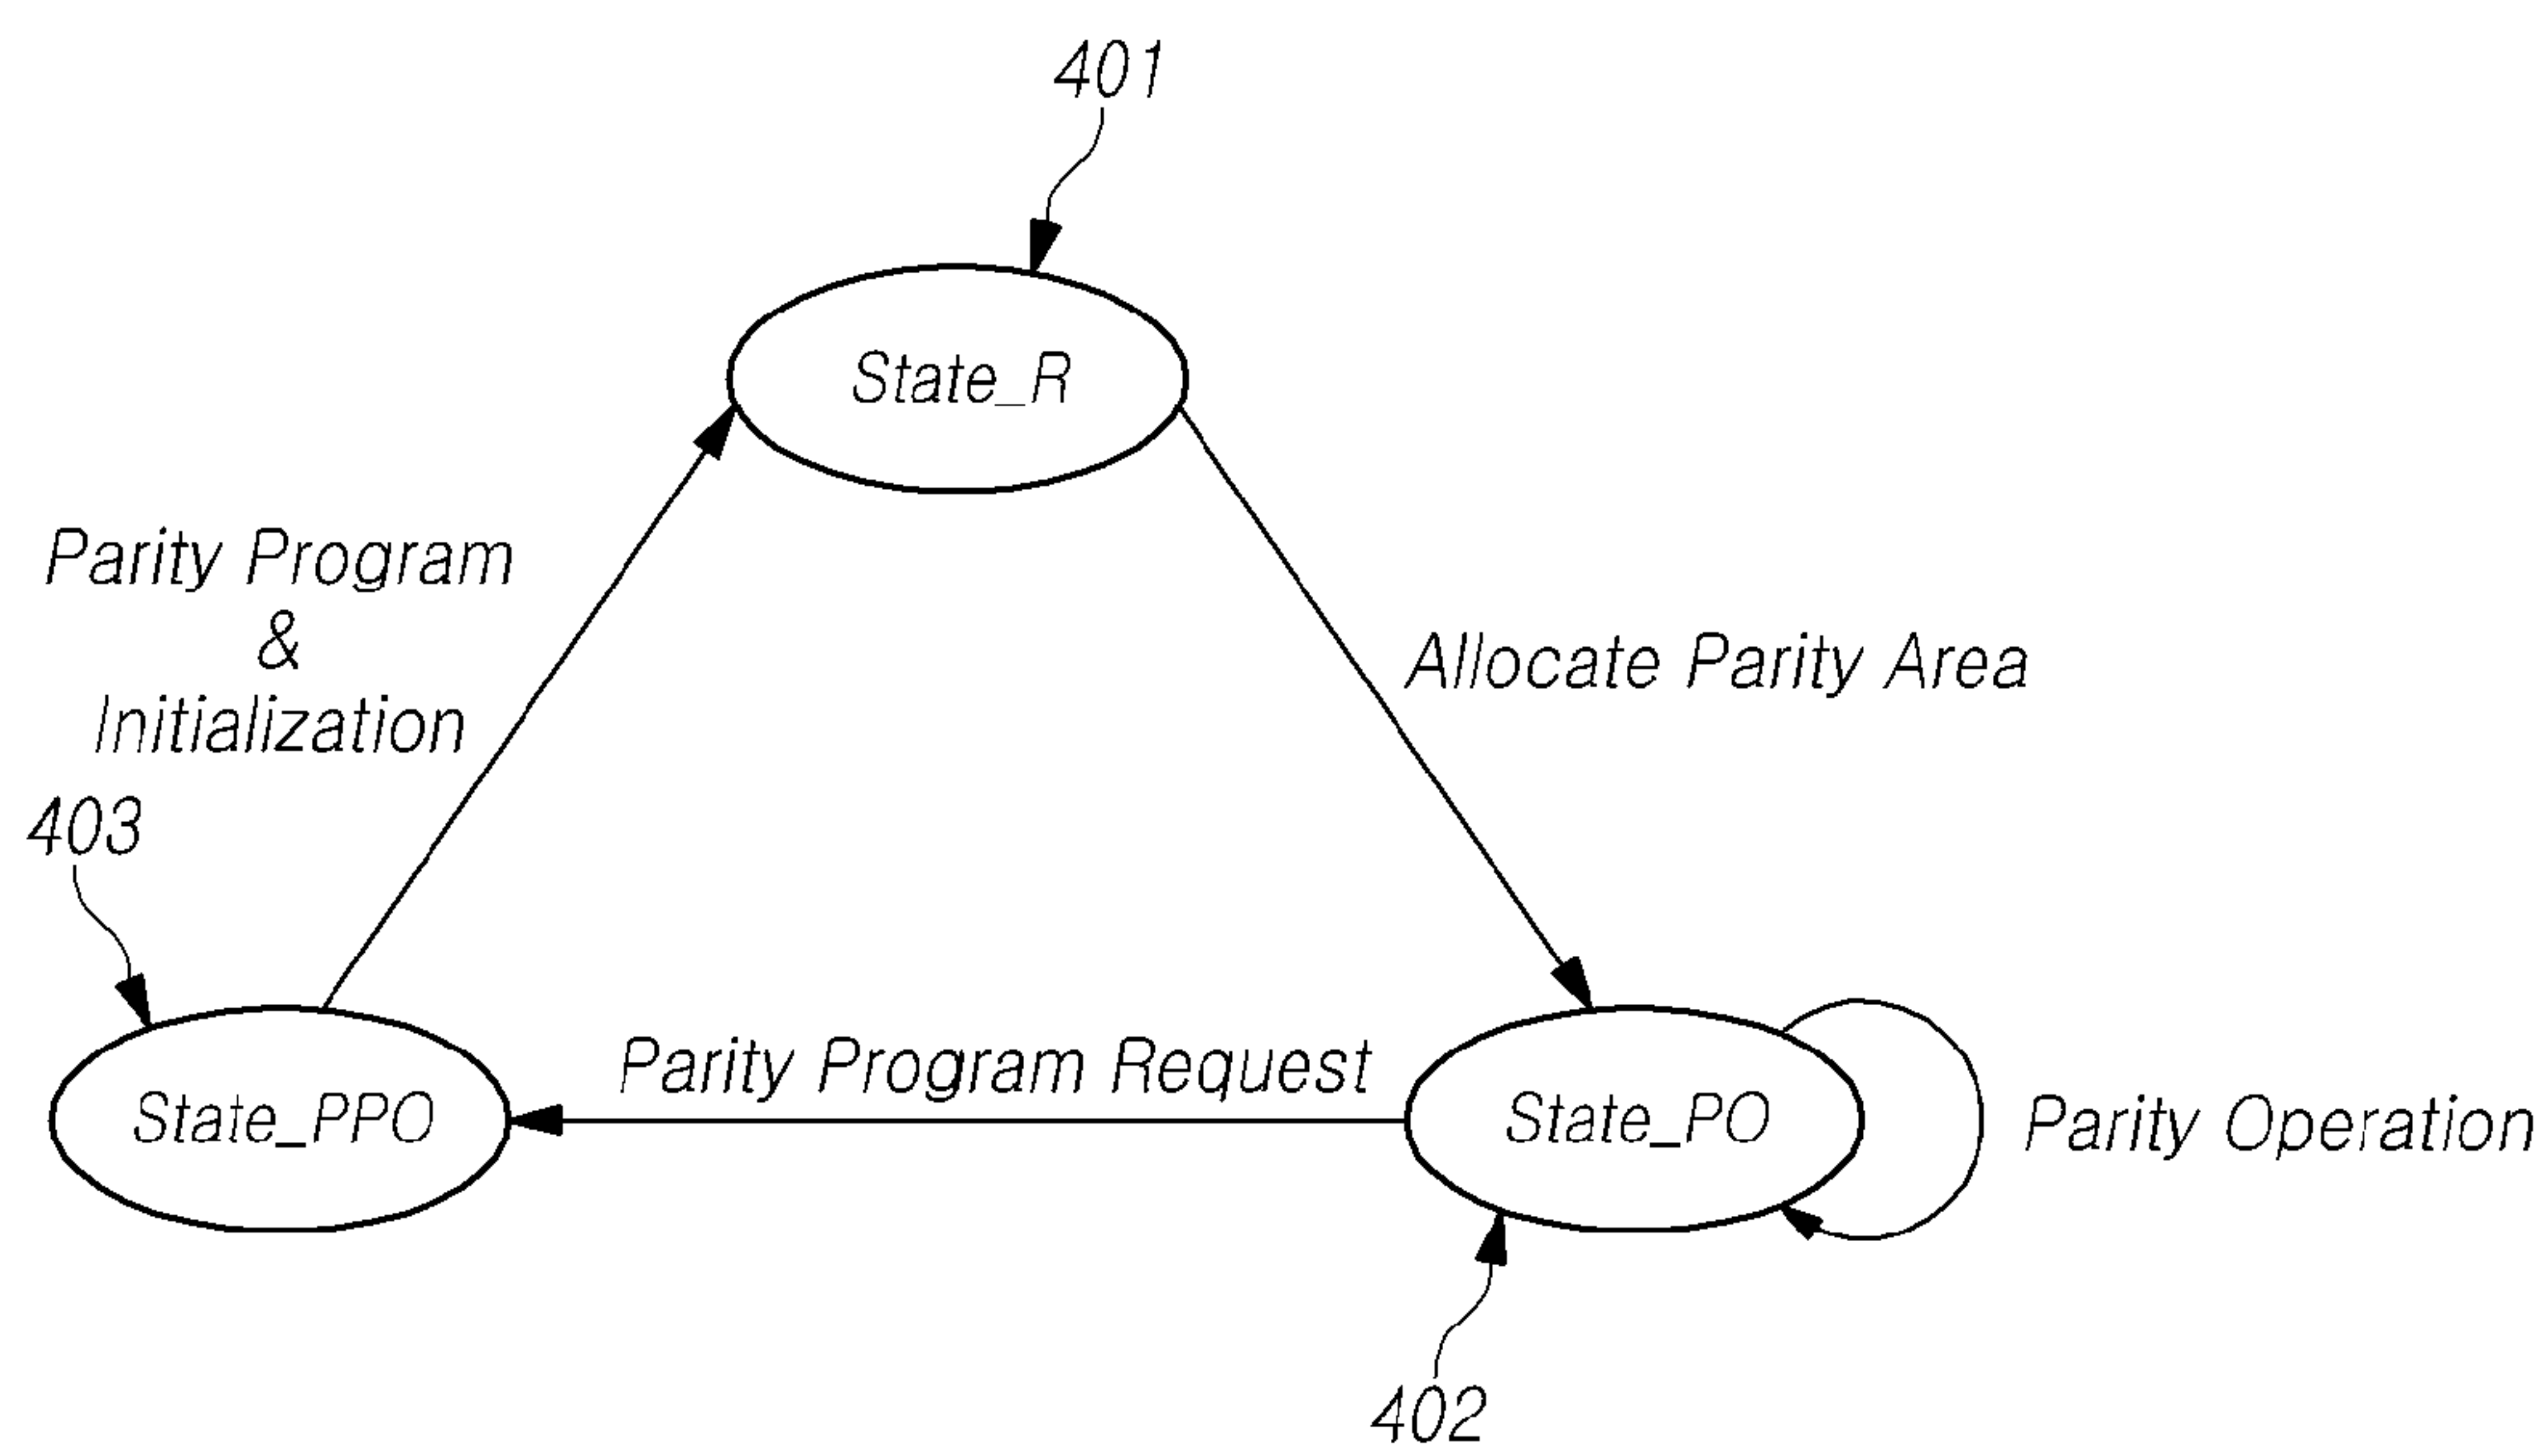 401
State_R
Parity Program
&
Initialization
Allocate Parity Area
403
Parity Program Request
State_PPO
State_PO
Parity Operation
402